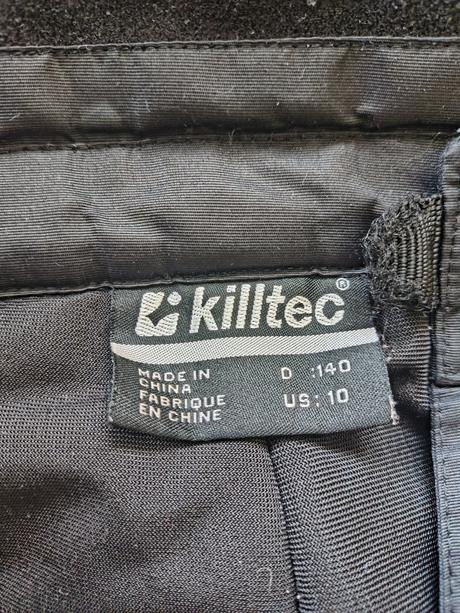 killtec®
MADE IN
CHINA
FABRIQUE
EN CHINE
D :140
US: 10